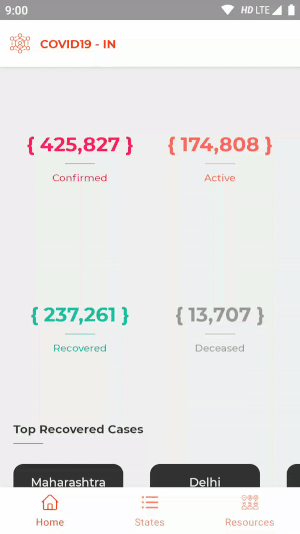 9:00 HD LTE
COVID19 - IN
{ 425,827 } { 174,808 }
Confirmed Active
{ 237,261 } { 13,707 }
Recovered Deceased
Top Recovered Cases
Maharashtra Delhi
Home States Resources